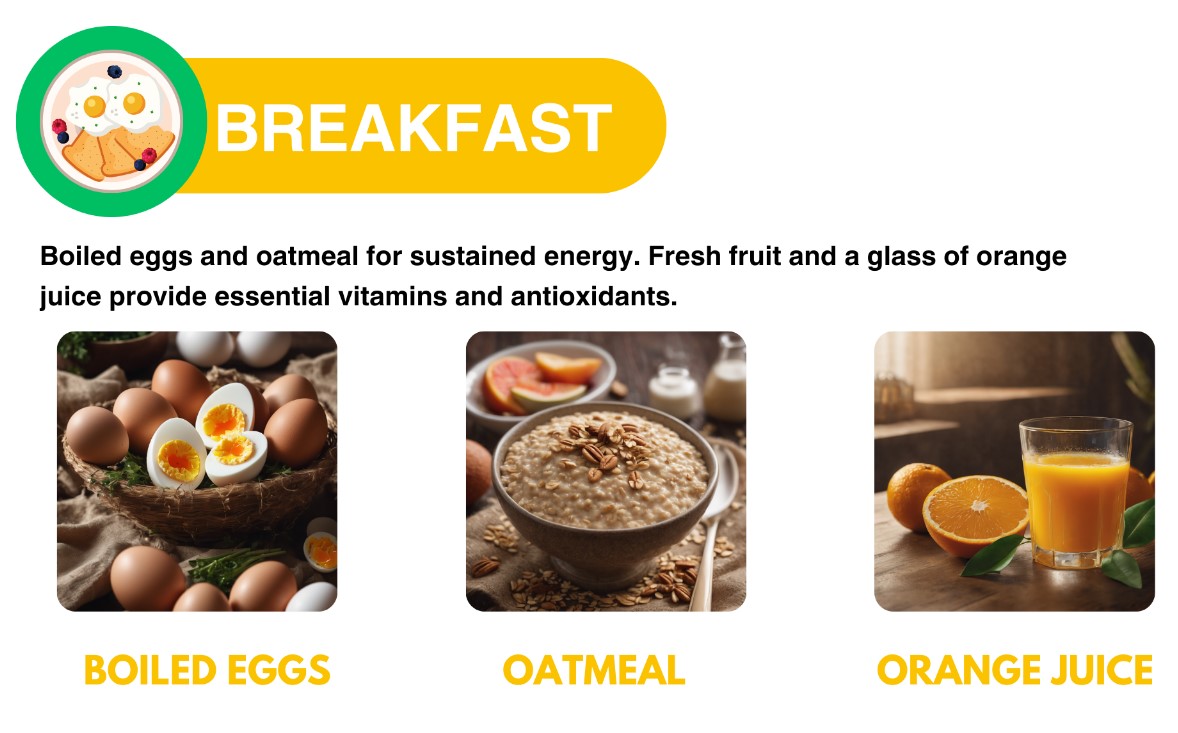 BREAKFAST
Boiled eggs and oatmeal for sustained energy. Fresh fruit and a glass of orange
juice provide essential vitamins and antioxidants.
BOILED EGGS
OATMEAL
ORANGE JUICE